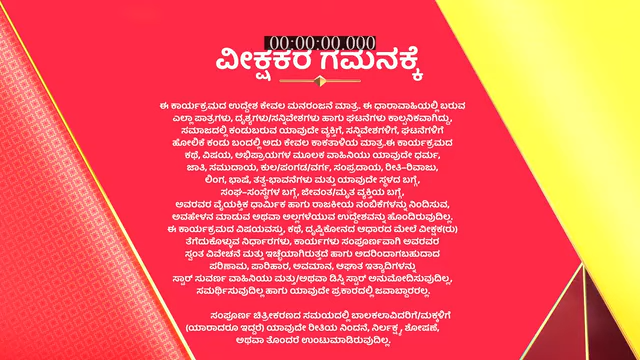 00:00:00.000
ವೀಕ್ಷಕರ ಗಮನಕ್ಕೆ
ಈ ಕಾರ್ಯಕ್ರಮದ ಉದ್ದೇಶ ಕೇವಲ ಮನರಂಜನೆ ಮಾತ್ರ. ಈ ಧಾರಾವಾಹಿಯಲ್ಲಿ ಬರುವ
ಎಲ್ಲಾ ಪಾತ್ರಗಳು, ದೃಶ್ಯಗಳು/ಸನ್ನಿವೇಶಗಳು ಹಾಗು ಘಟನೆಗಳು ಕಾಲ್ಪನಿಕವಾಗಿದ್ದು,
ಸಮಾಜದಲ್ಲಿ ಕಂಡುಬರುವ ಯಾವುದೇ ವ್ಯಕ್ತಿಗೆ, ಸನ್ನಿವೇಶಗಳಿಗೆ, ಘಟನೆಗಳಿಗೆ
ಹೋಲಿಕೆ ಕಂಡು ಬಂದಲ್ಲಿ ಅದು ಕೇವಲ ಕಾಕತಾಳಿಯ ಮಾತ್ರ.ಈ ಕಾರ್ಯಕ್ರಮದ
ಕಥೆ, ವಿಷಯ, ಅಭಿಪ್ರಾಯಗಳ ಮೂಲಕ ವಾಹಿನಿಯು ಯಾವುದೇ ಧರ್ಮ,
ಜಾತಿ, ಸಮುದಾಯ, ಕುಲ/ಪಂಗಡ/ವರ್ಗ, ಸಂಪ್ರದಾಯ, ರೀತಿ-ರಿವಾಜು,
ಲಿಂಗ, ಭಾಷೆ, ತತ್ವ-ಭಾವನೆಗಳು ಮತ್ತು ಯಾವುದೇ ಸ್ಥಳದ ಬಗ್ಗೆ,
ಸಂಘ-ಸಂಸ್ಥೆಗಳ ಬಗ್ಗೆ, ಜೀವಂತ/ಮೃತ ವ್ಯಕ್ತಿಯ ಬಗ್ಗೆ,
ಅವರವರ ವೈಯಕ್ತಿಕ ಧಾರ್ಮಿಕ ಹಾಗು ರಾಜಕೀಯ ನಂಬಿಕೆಗಳನ್ನು ನಿಂದಿಸುವ,
ಅವಹೇಳನ ಮಾಡುವ ಅಥವಾ ಅಲ್ಲಗಳೆಯುವ ಉದ್ದೇಶವನ್ನು ಹೊಂದಿರುವುದಿಲ್ಲ.
ಈ ಕಾರ್ಯಕ್ರಮದ ವಿಷಯವಸ್ತು, ಕಥೆ, ದೃಷ್ಟಿಕೋನದ ಆಧಾರದ ಮೇಲೆ ವೀಕ್ಷಕ(ರು)
ತೆಗೆದುಕೊಳ್ಳುವ ನಿರ್ಧಾರಗಳು, ಕಾರ್ಯಗಳು ಸಂಪೂರ್ಣವಾಗಿ ಅವರವರ
ಸ್ವಂತ ವಿವೇಚನೆ ಮತ್ತು ಇಚ್ಛೆಯಾಗಿರುತ್ತದೆ ಹಾಗು ಅದರಿಂದಾಗಬಹುದಾದ
ಪರಿಣಾಮ, ಪಾರಿಹಾರ, ಅವಮಾನ, ಆಘಾತ ಇತ್ಯಾದಿಗಳನ್ನು
ಸ್ಟಾರ್ ಸುವರ್ಣ ವಾಹಿನಿಯು ಮತ್ತು/ಅಥವಾ ಡಿಸ್ನಿ ಸ್ಟಾರ್ ಅನುಮೋದಿಸುವುದಿಲ್ಲ,
ಸಮರ್ಥಿಸುವುದಿಲ್ಲ ಹಾಗು ಯಾವುದೇ ಪ್ರಕಾರದಲ್ಲಿ ಜವಾಬ್ದಾರರಲ್ಲ.
ಸಂಪೂರ್ಣ ಚಿತ್ರೀಕರಣದ ಸಮಯದಲ್ಲಿ ಬಾಲಕಲಾವಿದರಿಗೆ/ಮಕ್ಕಳಿಗೆ
(ಯಾರಾದರೂ ಇದ್ದರೆ) ಯಾವುದೇ ರೀತಿಯ ನಿಂದನೆ, ನಿರ್ಲಕ್ಷ್ಯ, ಶೋಷಣೆ,
ಅಥವಾ ತೊಂದರೆ ಉಂಟುಮಾಡಿರುವುದಿಲ್ಲ.